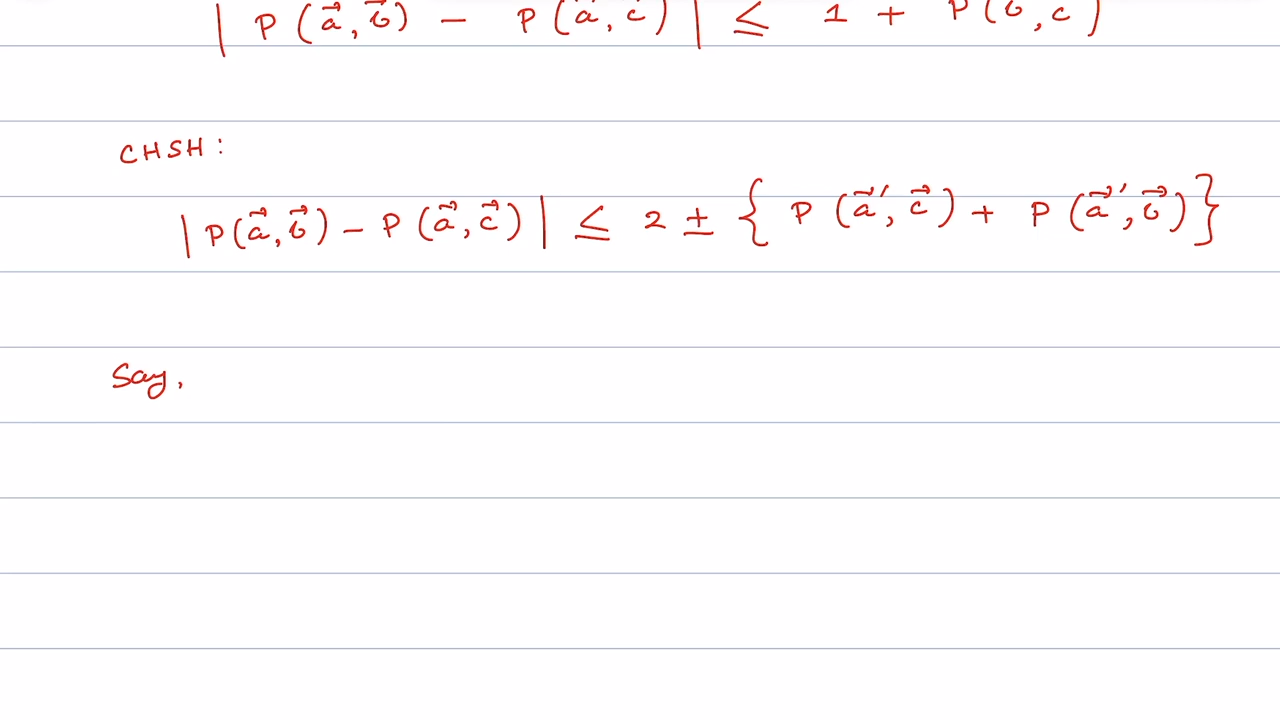 | P(a⃗, b⃗) − P(a⃗, c⃗) | ≤ 1 + P(b⃗, c⃗)
CHSH :
| P(a⃗, b⃗) − P(a⃗, c⃗) | ≤ 2 ± { P(a⃗′, c⃗) + P(a⃗′, b⃗) }
Say,